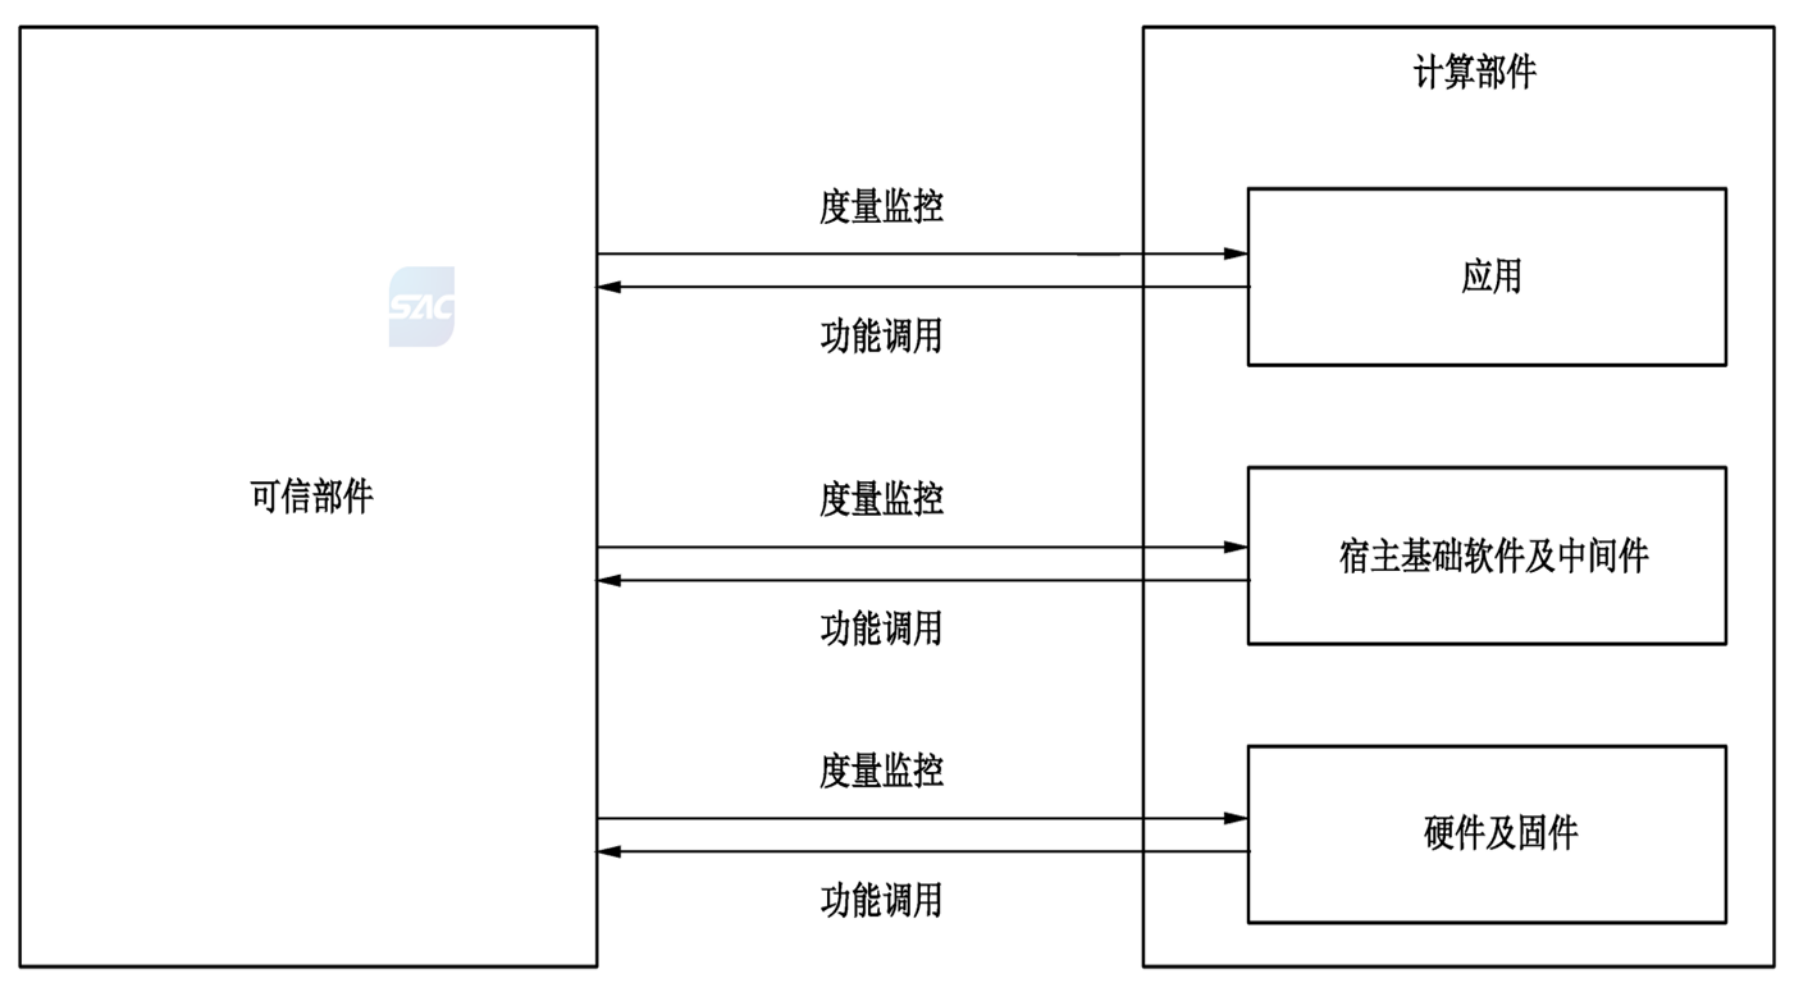 计算部件
度量监控
应用
SAC
功能调用
可信部件
度量监控
宿主基础软件及中间件
功能调用
度量监控
硬件及固件
功能调用